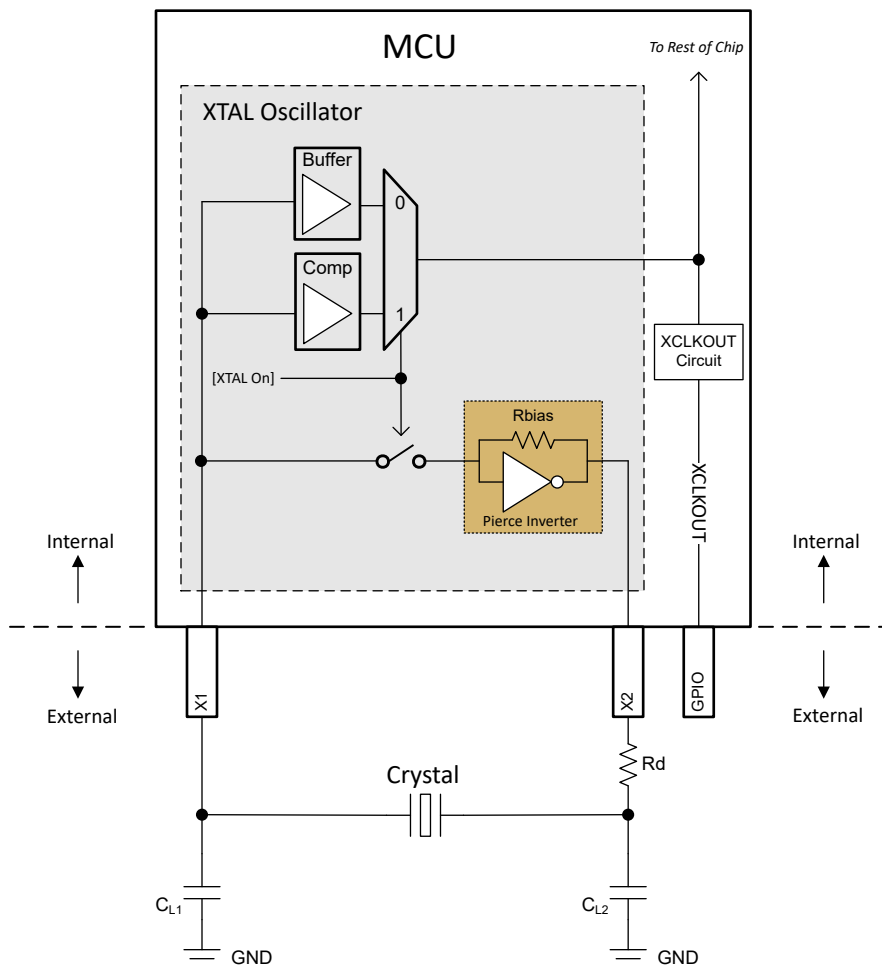 MCU
To Rest of Chip
XTAL Oscillator
Buffer
0
Comp
1
XCLKOUT
Circuit
[XTAL On]
Rbias
Pierce Inverter
XCLKOUT
Internal
Internal
External
External
X1
X2
GPIO
Rd
Crystal
CL1
CL2
GND
GND